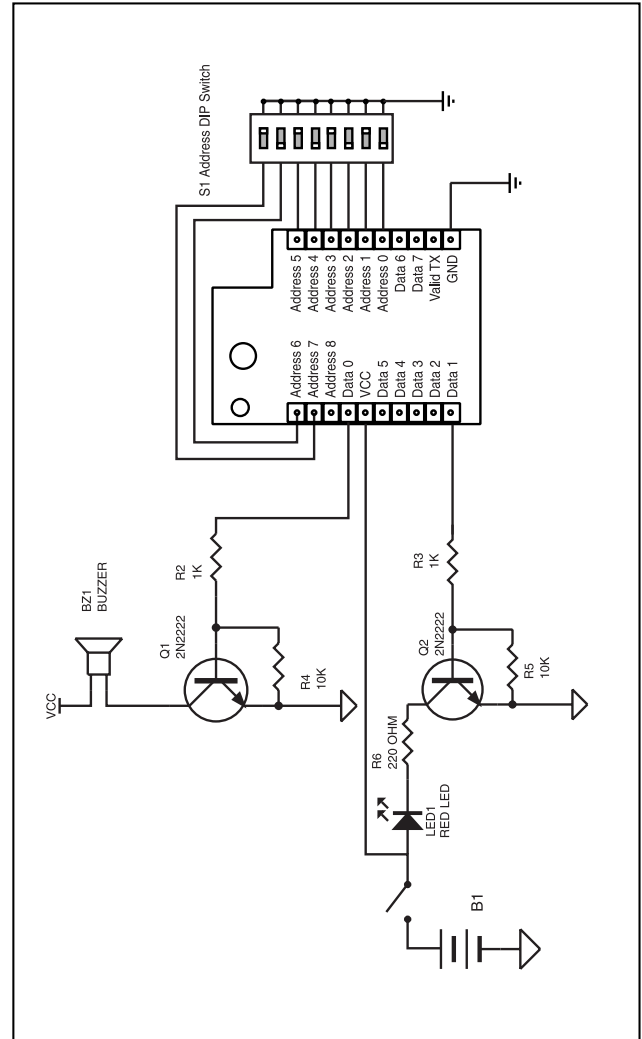 S1 Address DIP Switch
Address 5
Address 4
Address 3
Address 2
Address 1
Address 0
Data 6
Data 7
Valid TX
GND
Address 6
Address 7
Address 8
Data 0
VCC
Data 5
Data 4
Data 3
Data 2
Data 1
VCC
BZ1
BUZZER
Q1
2N2222
R2
1K
R4
10K
R3
1K
Q2
2N2222
R5
10K
R6
220 OHM
LED1
RED LED
B1